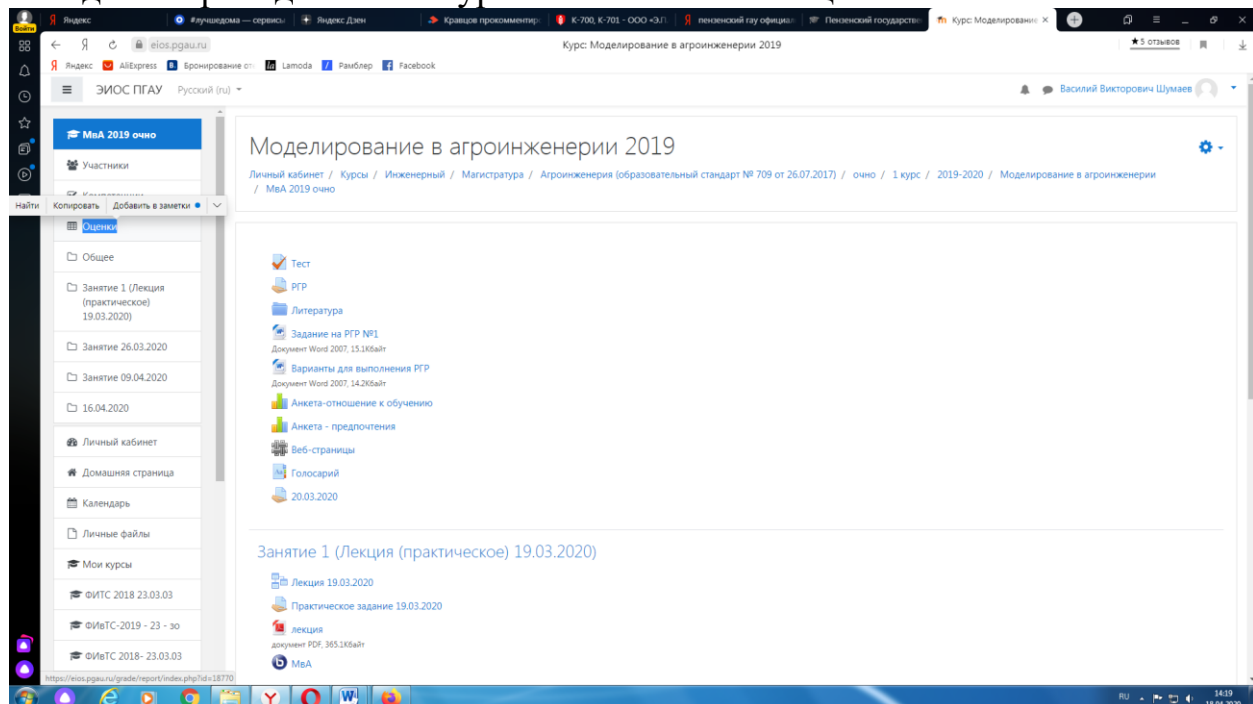 Войти
Яндекс
#лучшедома — сервисы
Яндекс Дзен
Кравцов прокомментир
К-700, К-701 - ООО «Э.Г.
пензенский гау официал
Пензенский государстве
Курс: Моделирование
eios.pgau.ru
Курс: Моделирование в агроинженерии 2019
★5 отзывов
Яндекс
AliExpress
Бронирование оте
Lamoda
Рамблер
Facebook
ЭИОС ПГАУ
Русский (ru)
Василий Викторович Шумаев
МвА 2019 очно
Участники
Найти
Копировать
Добавить в заметки
Оценки
Общее
Занятие 1 (Лекция
(практическое)
19.03.2020)
Занятие 26.03.2020
Занятие 09.04.2020
16.04.2020
Личный кабинет
Домашняя страница
Календарь
Личные файлы
Мои курсы
ФИТС 2018 23.03.03
ФИвТС-2019 - 23 - зо
ФИвТС 2018- 23.03.03
https://eios.pgau.ru/grade/report/index.php?id=18770
Моделирование в агроинженерии 2019
Личный кабинет / Курсы / Инженерный / Магистратура / Агроинженерия (образовательный стандарт № 709 от 26.07.2017) / очно / 1 курс / 2019-2020 / Моделирование в агроинженерии
/ МвА 2019 очно
Тест
РГР
Литература
Задание на РГР №1
Документ Word 2007, 15.1Кбайт
Варианты для выполнения РГР
Документ Word 2007, 14.2Кбайт
Анкета-отношение к обучению
Анкета - предпочтения
Веб-страницы
Голосарий
20.03.2020
Занятие 1 (Лекция (практическое) 19.03.2020)
Лекция 19.03.2020
Практическое задание 19.03.2020
лекция
документ PDF, 365.1Кбайт
МвА
RU
14:19
18.04.2020